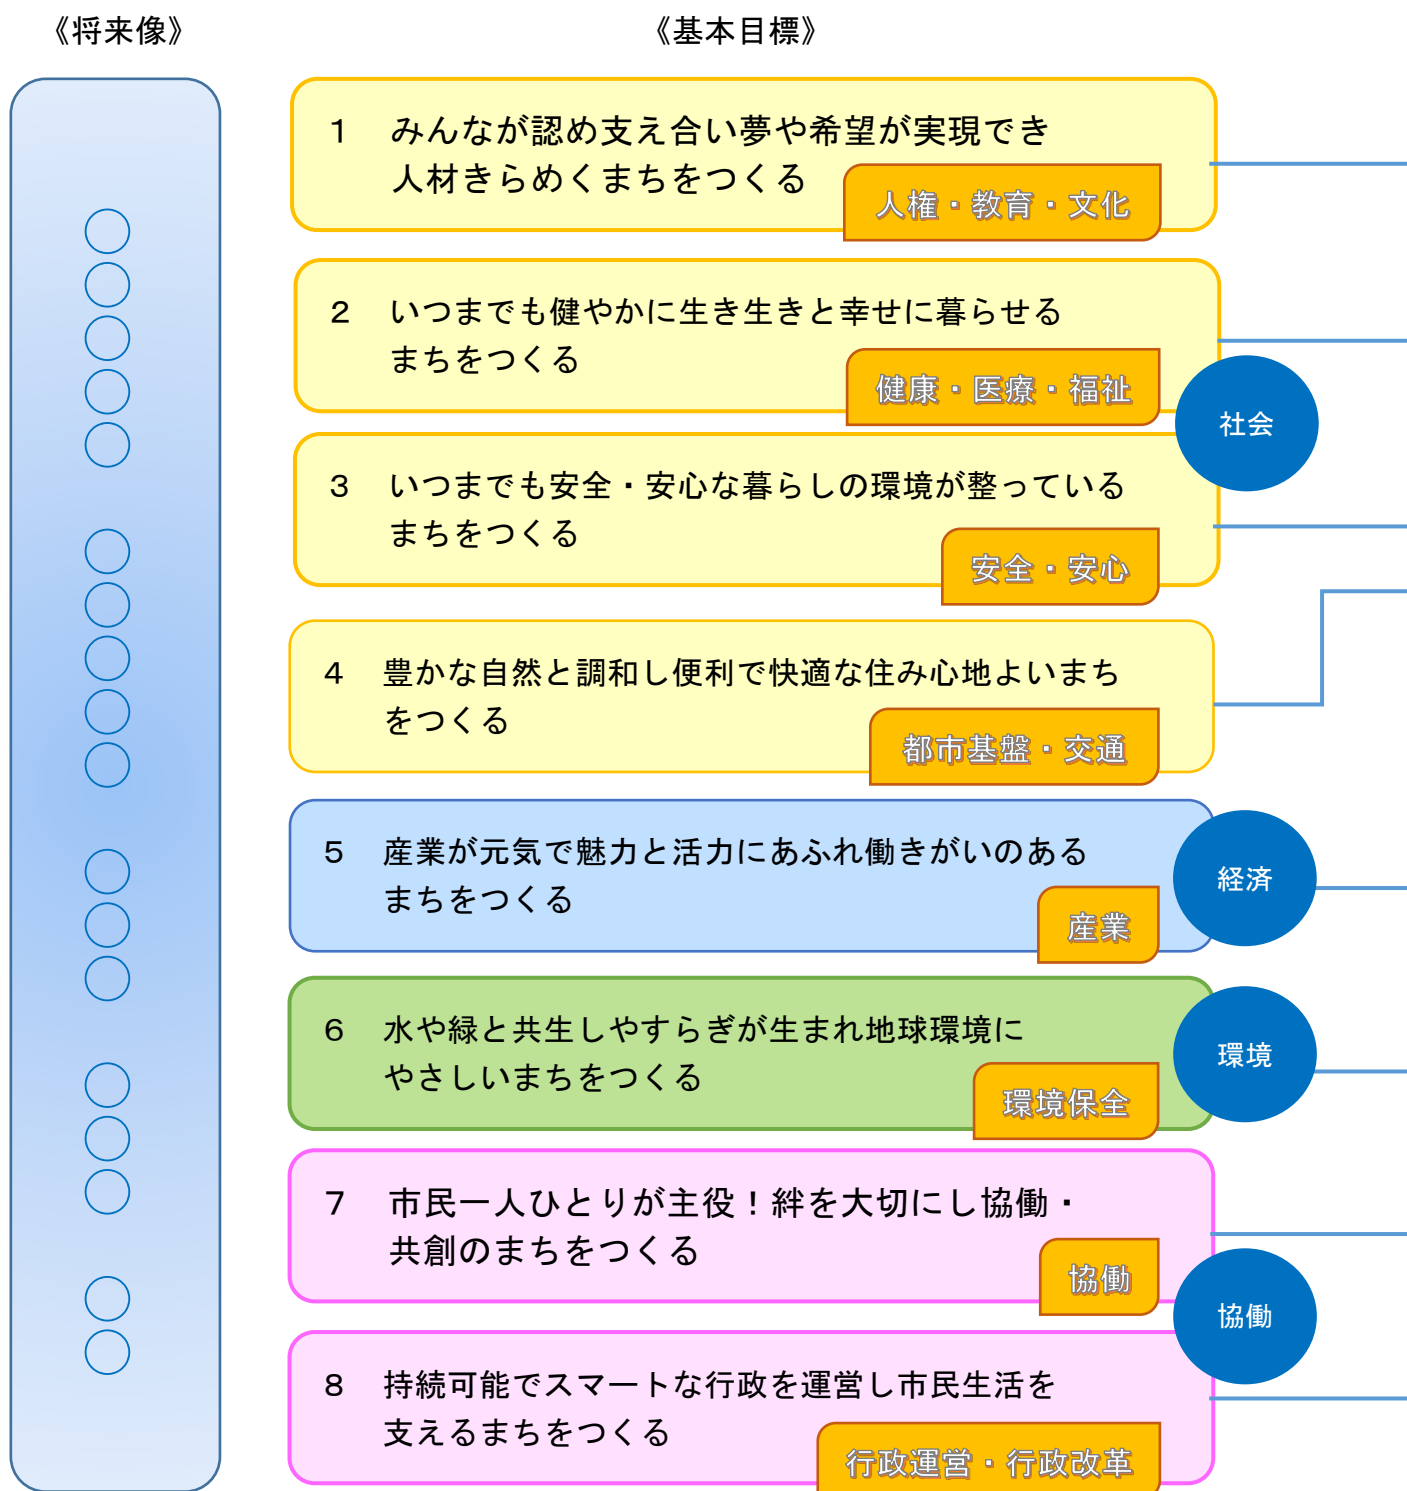 《将来像》
《基本目標》
○○○○○ ○○○○○ ○○○ ○○○ ○○
1 みんなが認め支え合い夢や希望が実現でき
人材きらめくまちをつくる
人権・教育・文化
2 いつまでも健やかに生き生きと幸せに暮らせる
まちをつくる
健康・医療・福祉
社会
3 いつまでも安全・安心な暮らしの環境が整っている
まちをつくる
安全・安心
4 豊かな自然と調和し便利で快適な住み心地よいまち
をつくる
都市基盤・交通
5 産業が元気で魅力と活力にあふれ働きがいのある
まちをつくる
産業
経済
6 水や緑と共生しやすらぎが生まれ地球環境に
やさしいまちをつくる
環境保全
環境
7 市民一人ひとりが主役！絆を大切にし協働・
共創のまちをつくる
協働
協働
8 持続可能でスマートな行政を運営し市民生活を
支えるまちをつくる
行政運営・行政改革